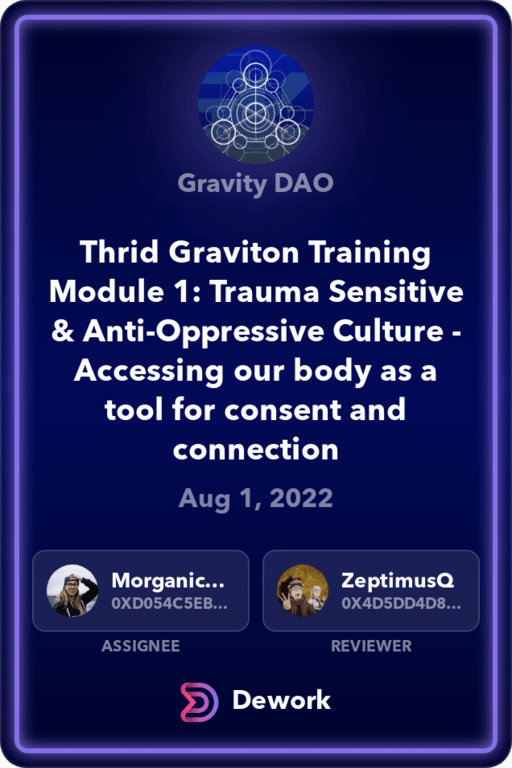 Gravity DAO
Thrid Graviton Training
Module 1: Trauma Sensitive
& Anti-Oppressive Culture -
Accessing our body as a
tool for consent and
connection
Aug 1, 2022
Morganic...
0XD054C5EB...
ASSIGNEE
ZeptimusQ
0X4D5DD4D8...
REVIEWER
Dework